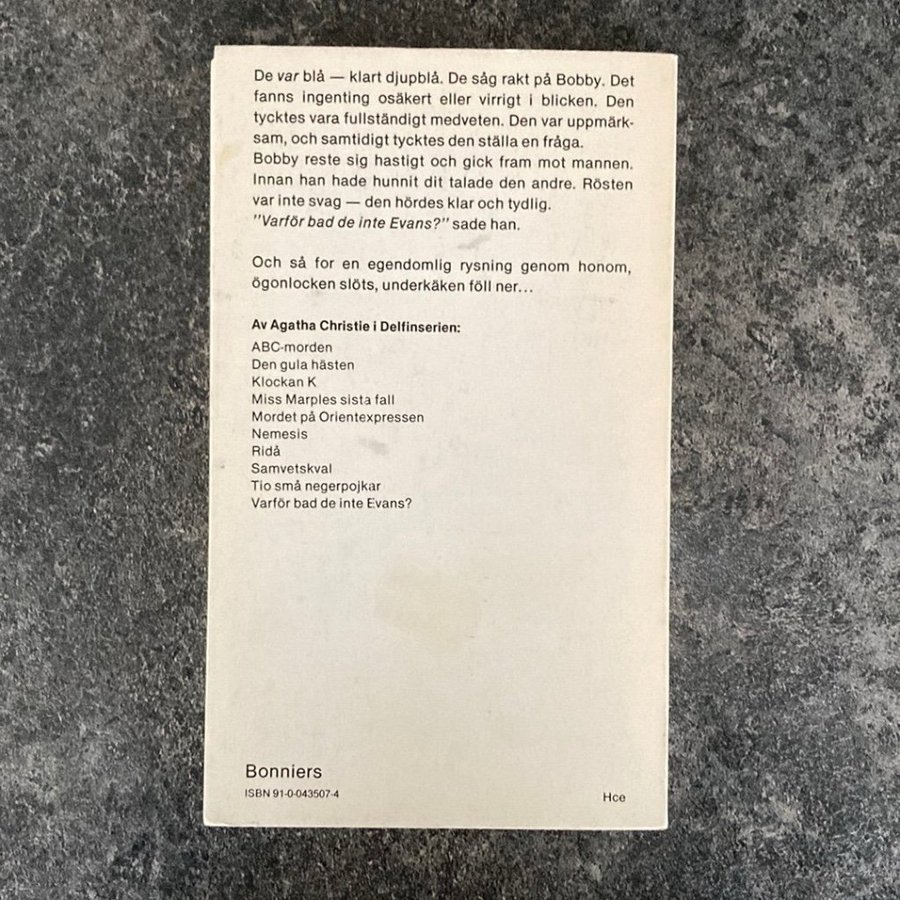 De var blå — klart djupblå. De såg rakt på Bobby. Det
fanns ingenting osäkert eller virrigt i blicken. Den
tycktes vara fullständigt medveten. Den var uppmärk-
sam, och samtidigt tycktes den ställa en fråga.
Bobby reste sig hastigt och gick fram mot mannen.
Innan han hade hunnit dit talade den andre. Rösten
var inte svag — den hördes klar och tydlig.
"Varför bad de inte Evans?" sade han.
Och så for en egendomlig rysning genom honom,
ögonlocken slöts, underkäken föll ner...
Av Agatha Christie i Delfinserien:
ABC-morden
Den gula hästen
Klockan K
Miss Marples sista fall
Mordet på Orientexpressen
Nemesis
Ridå
Samvetskval
Tio små negerpojkar
Varför bad de inte Evans?
Bonniers
ISBN 91-0-043507-4
Hce